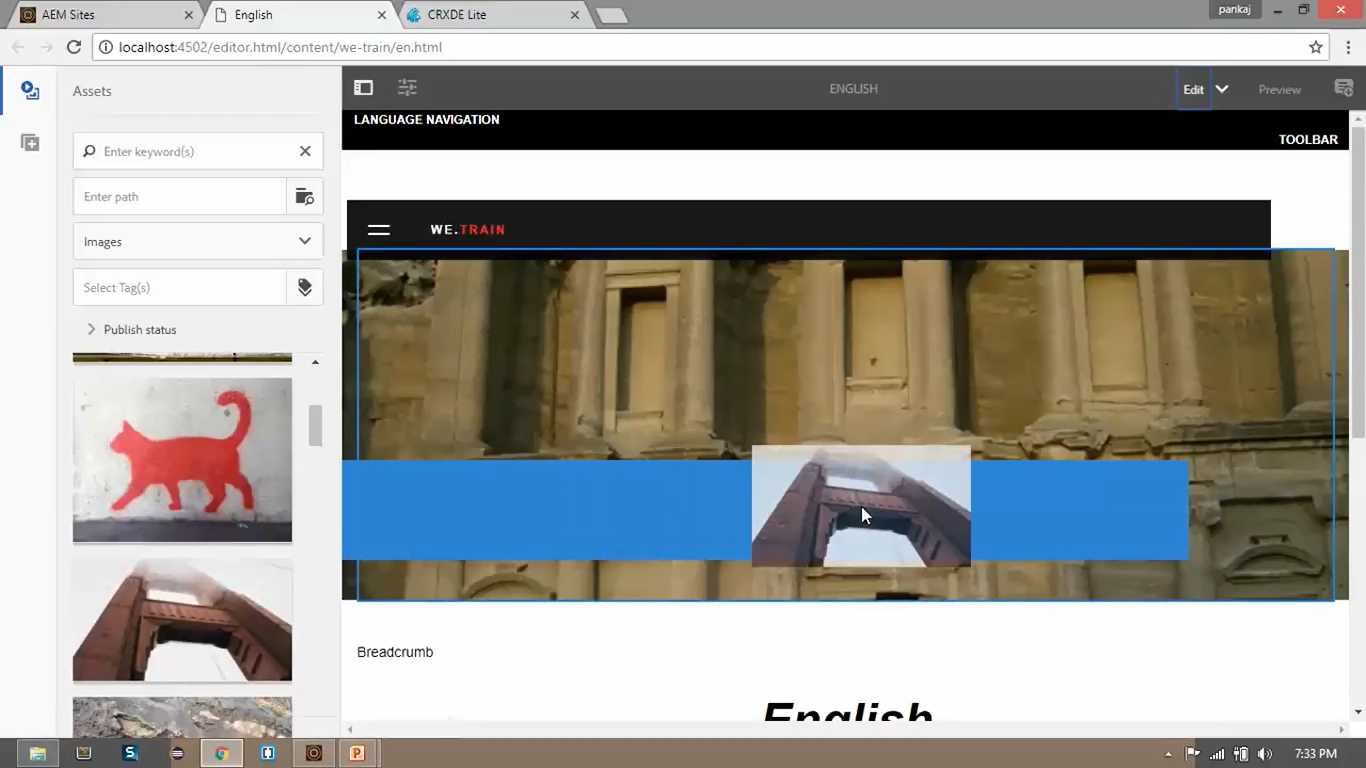 AEM Sites
English
CRXDE Lite
pankaj
localhost:4502/editor.html/content/we-train/en.html
Assets
ENGLISH
Edit
Preview
LANGUAGE NAVIGATION
TOOLBAR
Enter keyword(s)
Enter path
Images
Select Tag(s)
Publish status
WE.TRAIN
Breadcrumb
English
7:33 PM